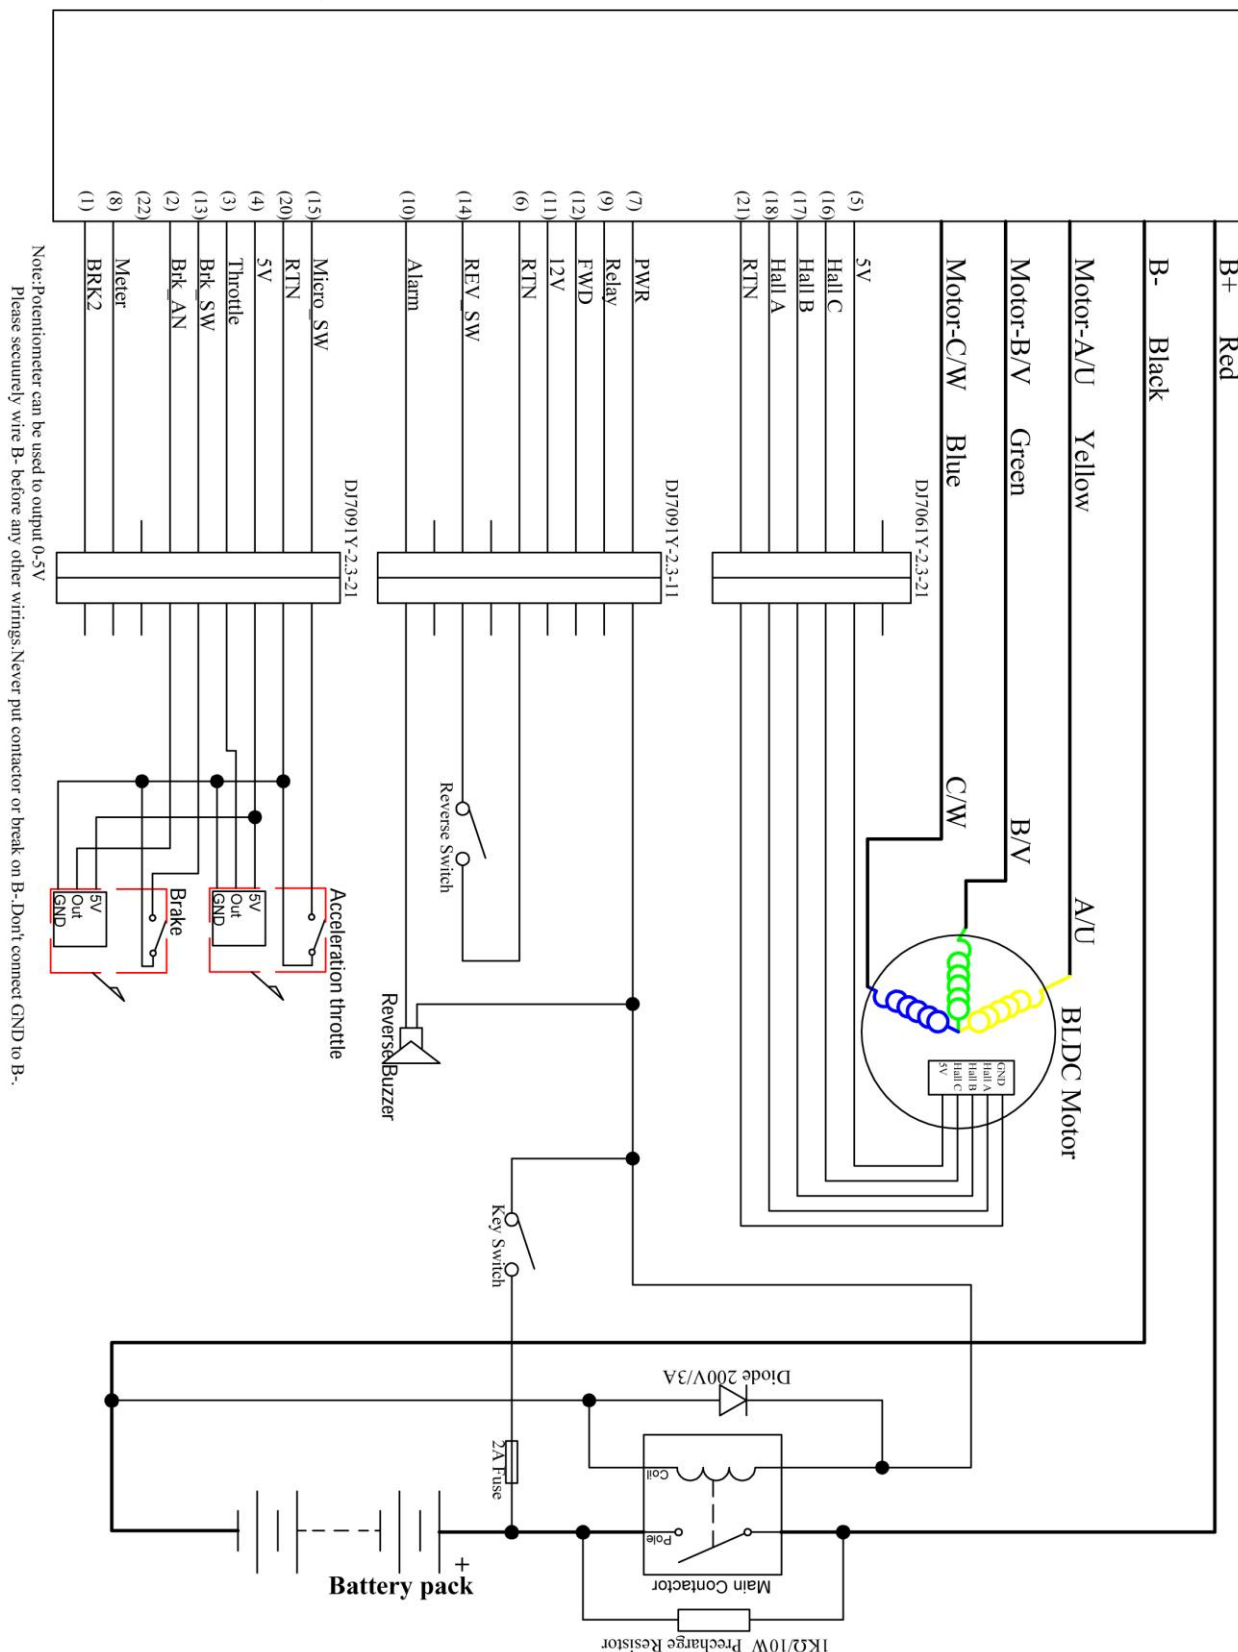 B+ Red
B- Black
Motor-A/U Yellow
Motor-B/V Green
Motor-C/W Blue
(5) 5V
(16) Hall C
(17) Hall B
(18) Hall A
(21) RTN
DJ7061Y-2.3-21
(7) PWR
(9) Relay
(12) FWD
(11) 12V
(6) RTN
(14) REV_SW
(10) Alarm
DJ7091Y-2.3-11
(15) Micro_SW
(20) RTN
(4) 5V
(3) Throttle
(13) Brk_SW
(2) Brk_AN
(22)
(8) Meter
(1) BRK2
DJ7091Y-2.3-21
A/U
B/V
C/W
BLDC Motor
GND
Hall A
Hall B
Hall C
5V
Reverse Switch
Reverse Buzzer
Acceleration throttle
5V
Out
GND
Brake
5V
Out
GND
Key Switch
2A Fuse
Diode 200V/3A
Coil
Pole
Main Contactor
1KΩ/10W Precharge Resistor
+
Battery pack
Note:Potentiometer can be used to output 0-5V
Please secuurely wire B- before any other wirings.Never put contactor or break on B-.Don't connect GND to B-.